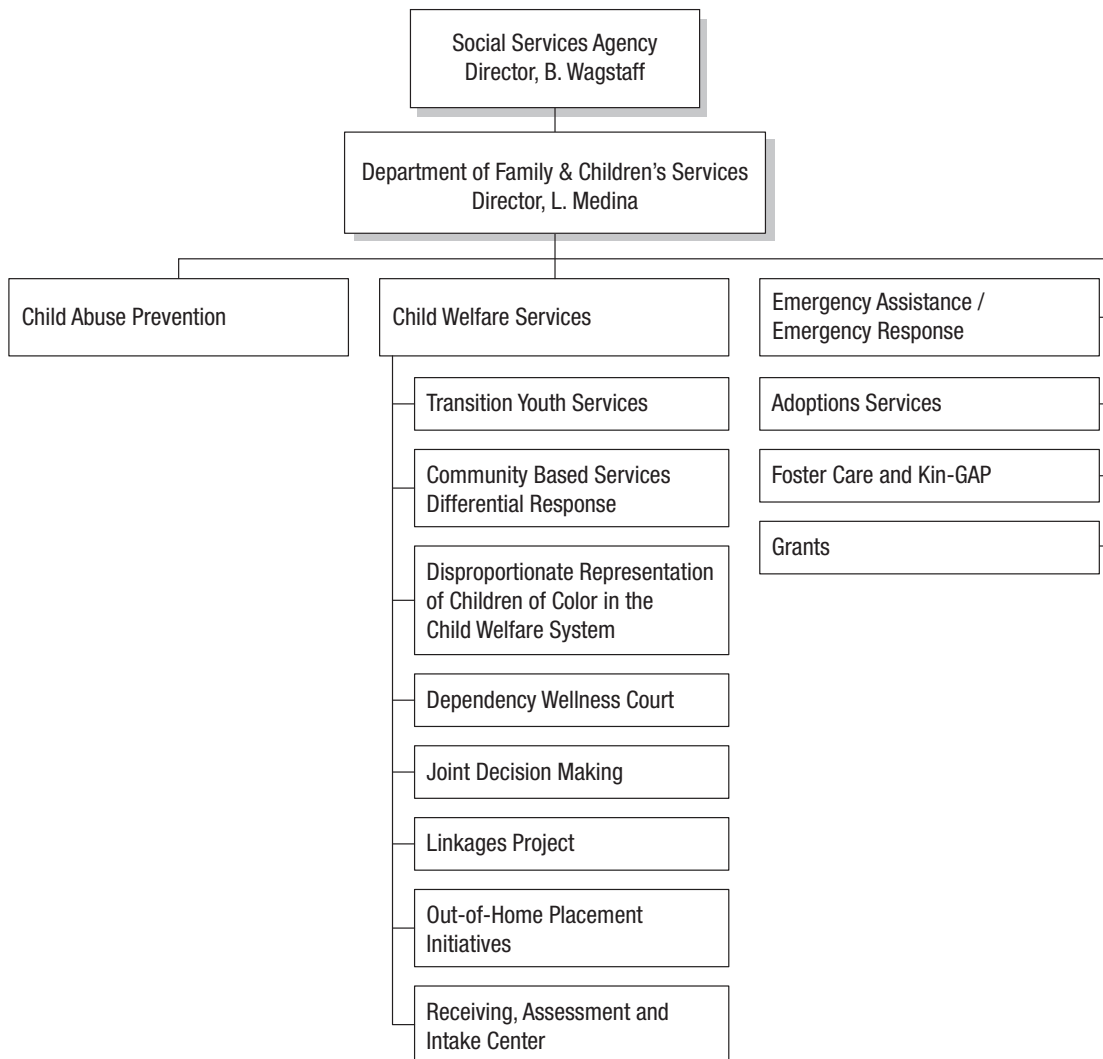 Social Services Agency
Director, B. Wagstaff
Department of Family & Children’s Services
Director, L. Medina
Child Abuse Prevention
Child Welfare Services
Transition Youth Services
Community Based Services
Differential Response
Disproportionate Representation
of Children of Color in the
Child Welfare System
Dependency Wellness Court
Joint Decision Making
Linkages Project
Out-of-Home Placement
Initiatives
Receiving, Assessment and
Intake Center
Emergency Assistance /
Emergency Response
Adoptions Services
Foster Care and Kin-GAP
Grants